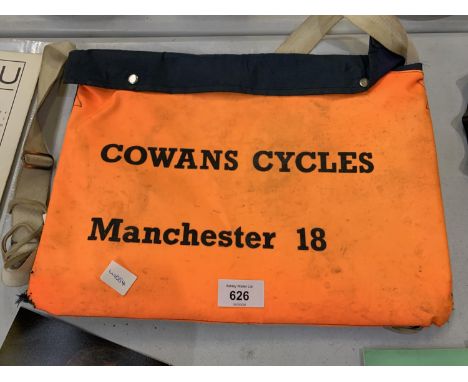 U
COWANS CYCLES
Manchester 18
626